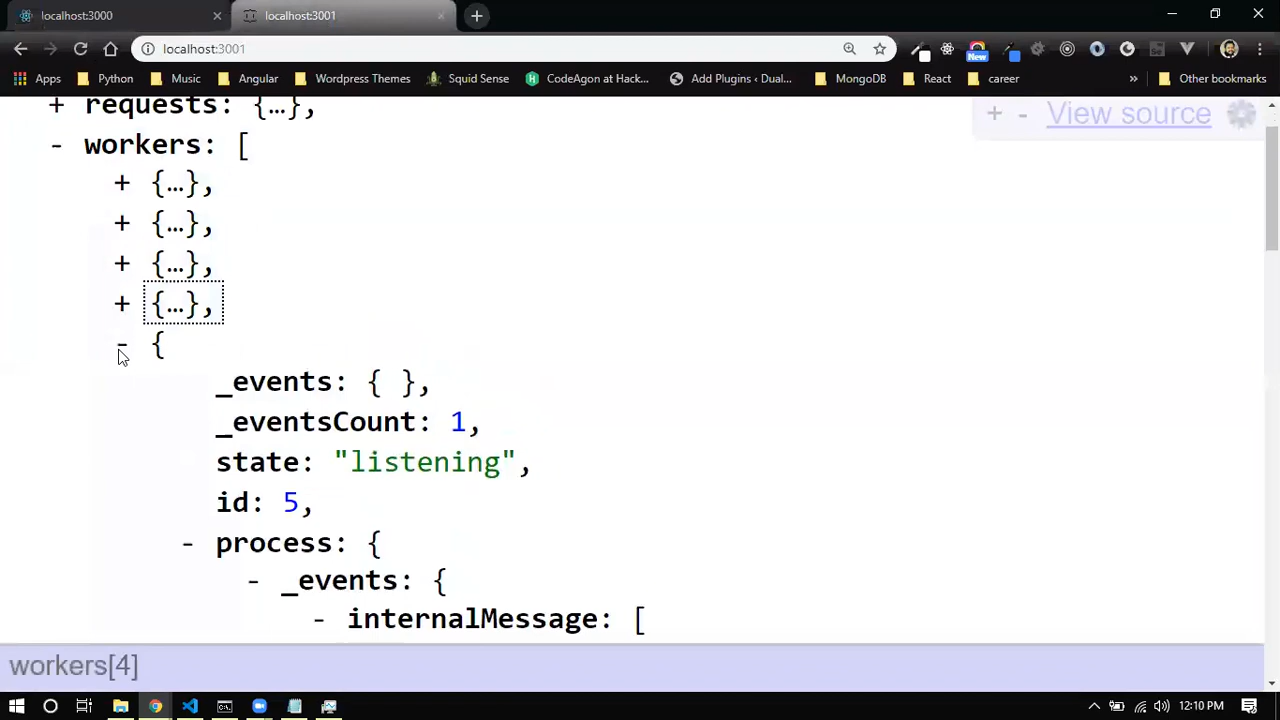 localhost:3000
localhost:3001
localhost:3001
Apps
Python
Music
Angular
Wordpress Themes
Squid Sense
CodeAgon at Hack...
Add Plugins ‹ Dual...
MongoDB
React
career
»
Other bookmarks
New
+ requests: {…},
+ - View source
- workers: [
+ {…},
+ {…},
+ {…},
+ {…},
- {
_events: { },
_eventsCount: 1,
state: "listening",
id: 5,
- process: {
- _events: {
- internalMessage: [
workers[4]
12:10 PM